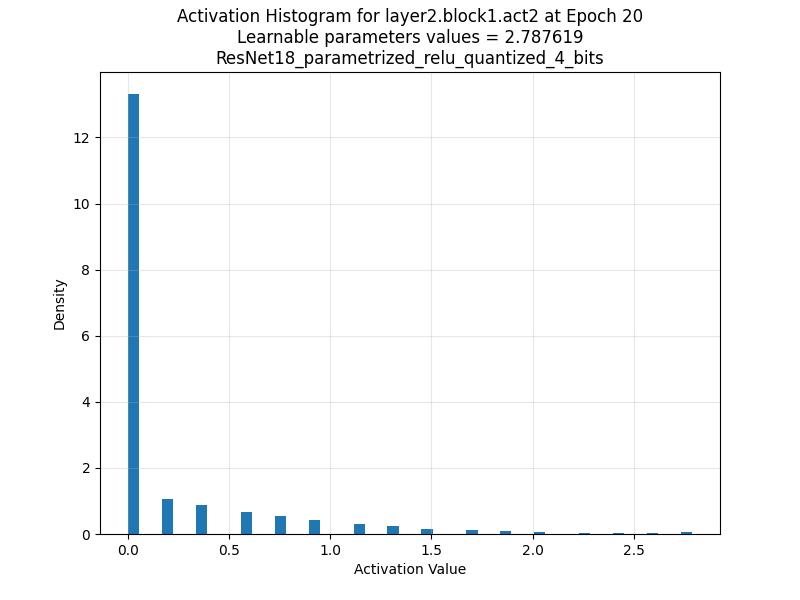 Activation Histogram for layer2.block1.act2 at Epoch 20
Learnable parameters values = 2.787619
ResNet18_parametrized_relu_quantized_4_bits
12
10
8
6
4
2
0
Density
0.0 0.5 1.0 1.5 2.0 2.5
Activation Value